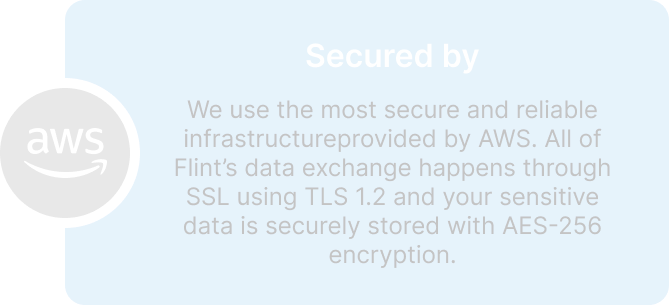 Secured by
aws
We use the most secure and reliable
infrastructureprovided by AWS. All of
Flint’s data exchange happens through
SSL using TLS 1.2 and your sensitive
data is securely stored with AES-256
encryption.